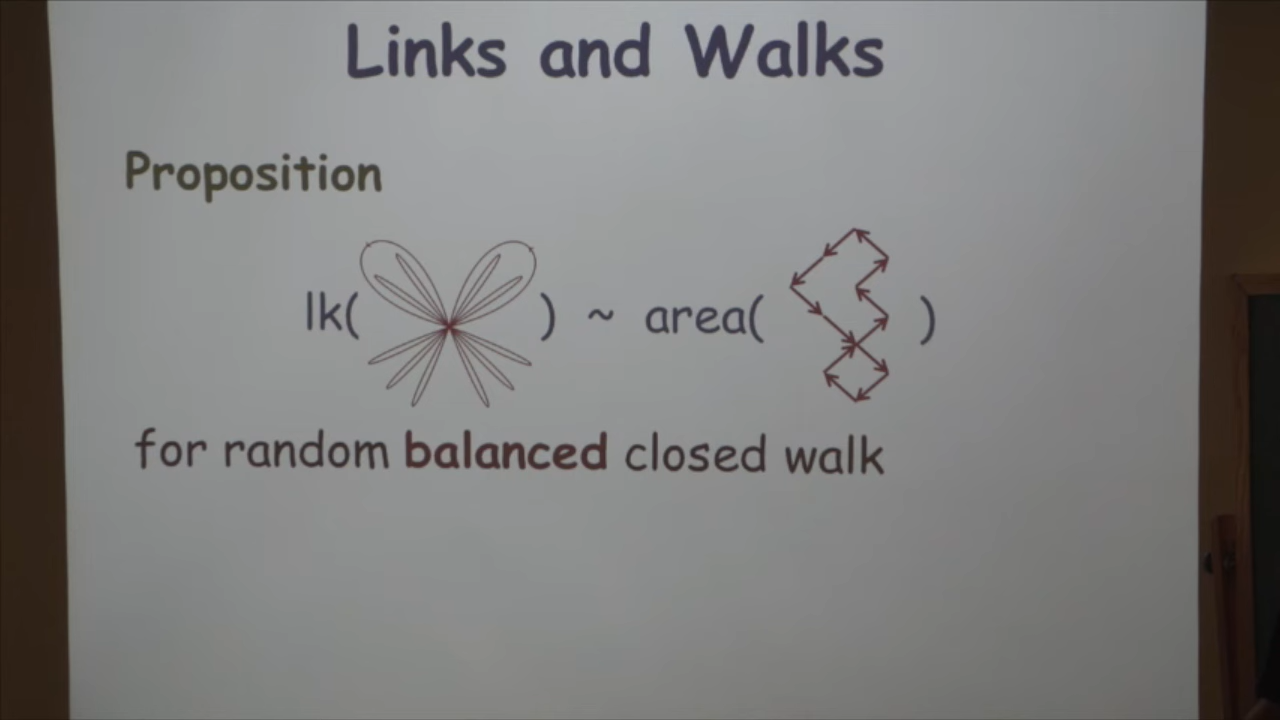 Links and Walks
Proposition
lk( ) ~ area( )
for random balanced closed walk